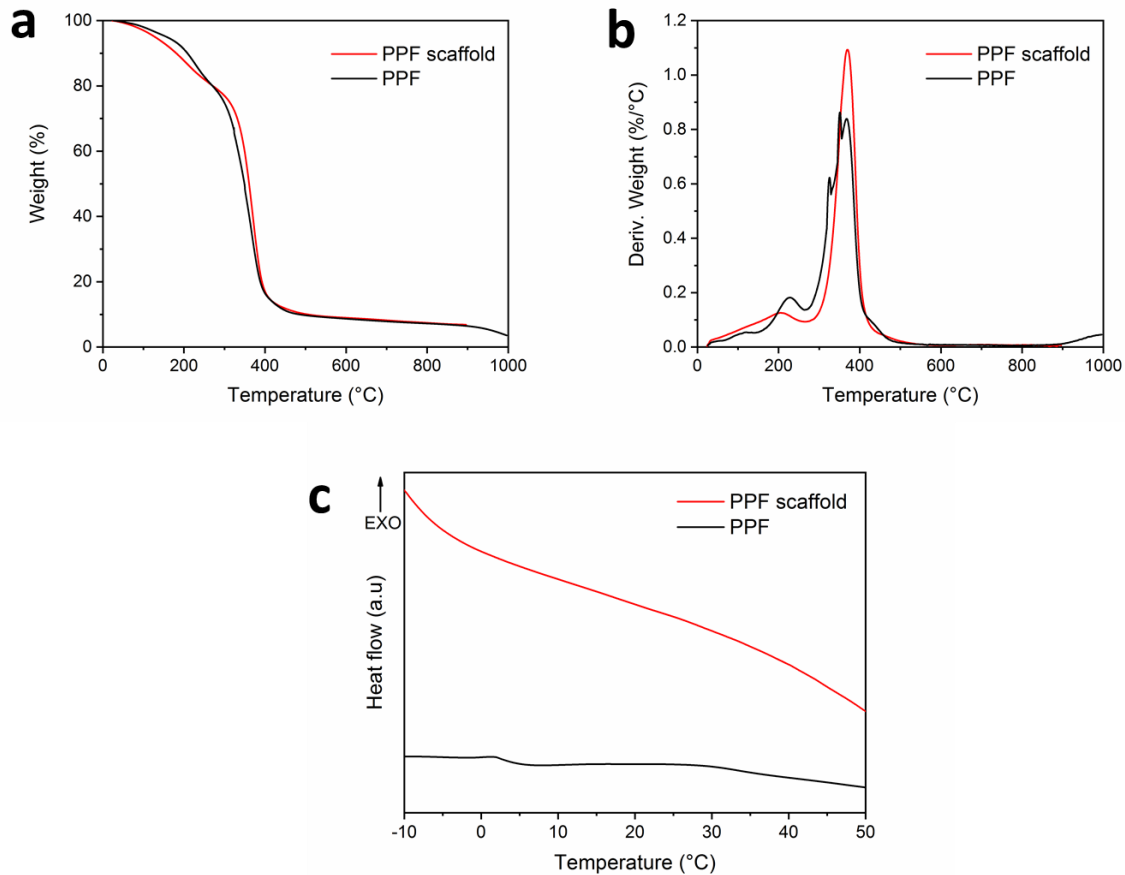 a
100
80
60
40
20
0
Weight (%)
0 200 400 600 800 1000
Temperature (°C)
PPF scaffold
PPF
b
1.2
1.0
0.8
0.6
0.4
0.2
0.0
Deriv. Weight (%/°C)
0 200 400 600 800 1000
Temperature (°C)
PPF scaffold
PPF
c
EXO
Heat flow (a.u)
-10 0 10 20 30 40 50
Temperature (°C)
PPF scaffold
PPF